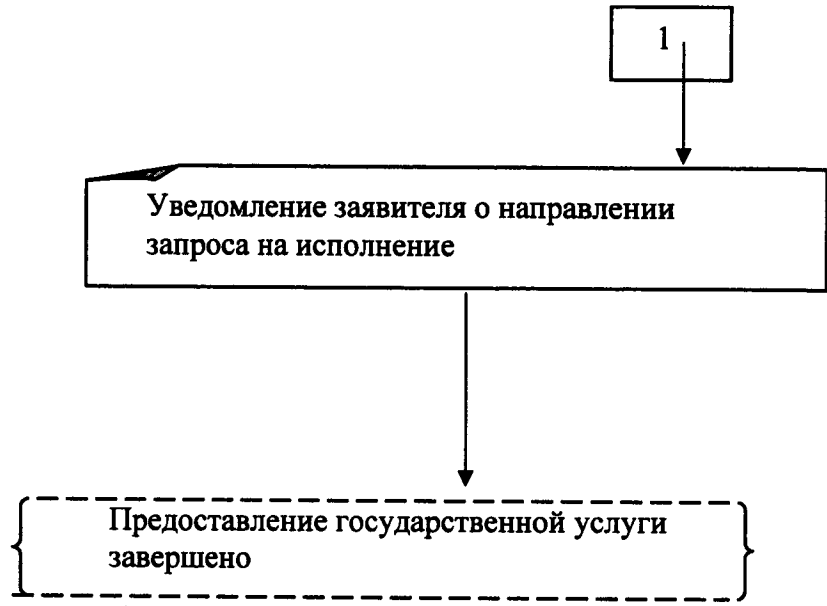 1
Уведомление заявителя о направлении
запроса на исполнение
Предоставление государственной услуги
завершено